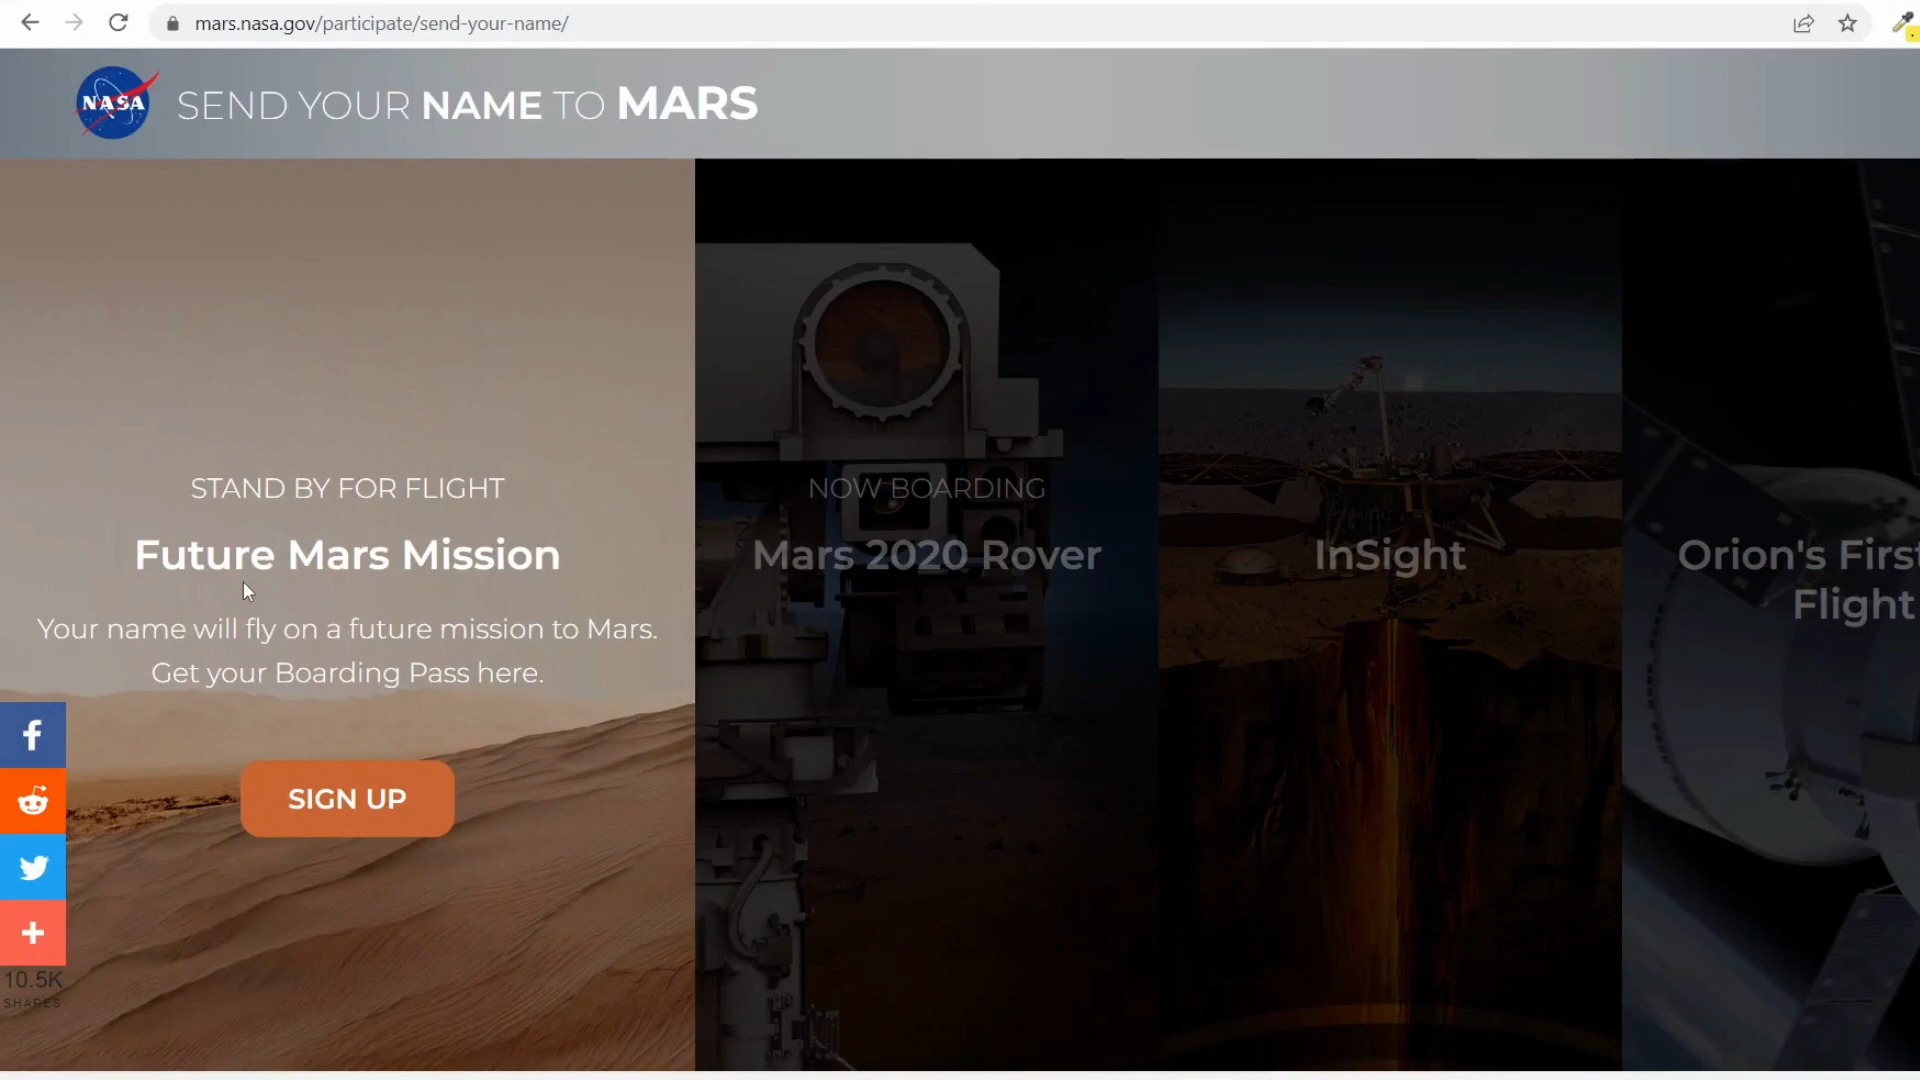 mars.nasa.gov/participate/send-your-name/
NASA
SEND YOUR NAME TO MARS
STAND BY FOR FLIGHT
Future Mars Mission
Your name will fly on a future mission to Mars.
Get your Boarding Pass here.
SIGN UP
NOW BOARDING
Mars 2020 Rover
InSight
Orion's First
Flight
10.5K
SHARES